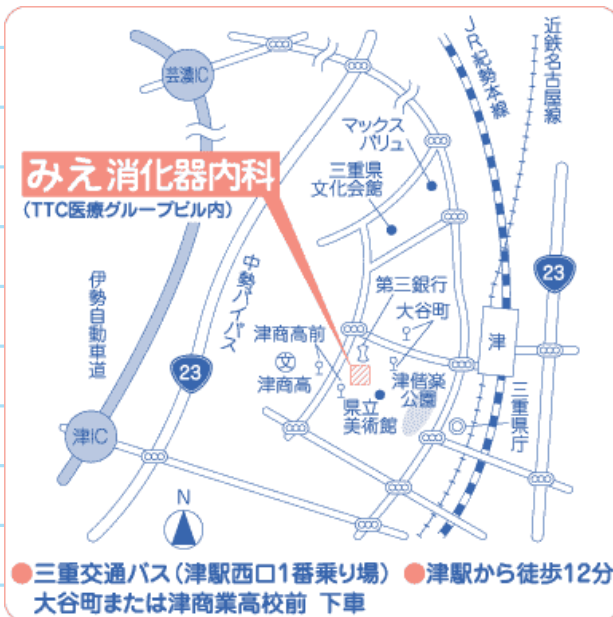 芸濃IC
JR紀勢本線
近鉄名古屋線
マックス
バリュ
三重県
文化会館
みえ消化器内科
(TTC医療グループビル内)
伊勢自動車道
中勢バイパス
23
23
第三銀行
大谷町
津商高前
文
津商高
津
津偕楽
公園
県立
美術館
三重県庁
津IC
N
●三重交通バス(津駅西口1番乗り場) ●津駅から徒歩12分
大谷町または津商業高校前 下車